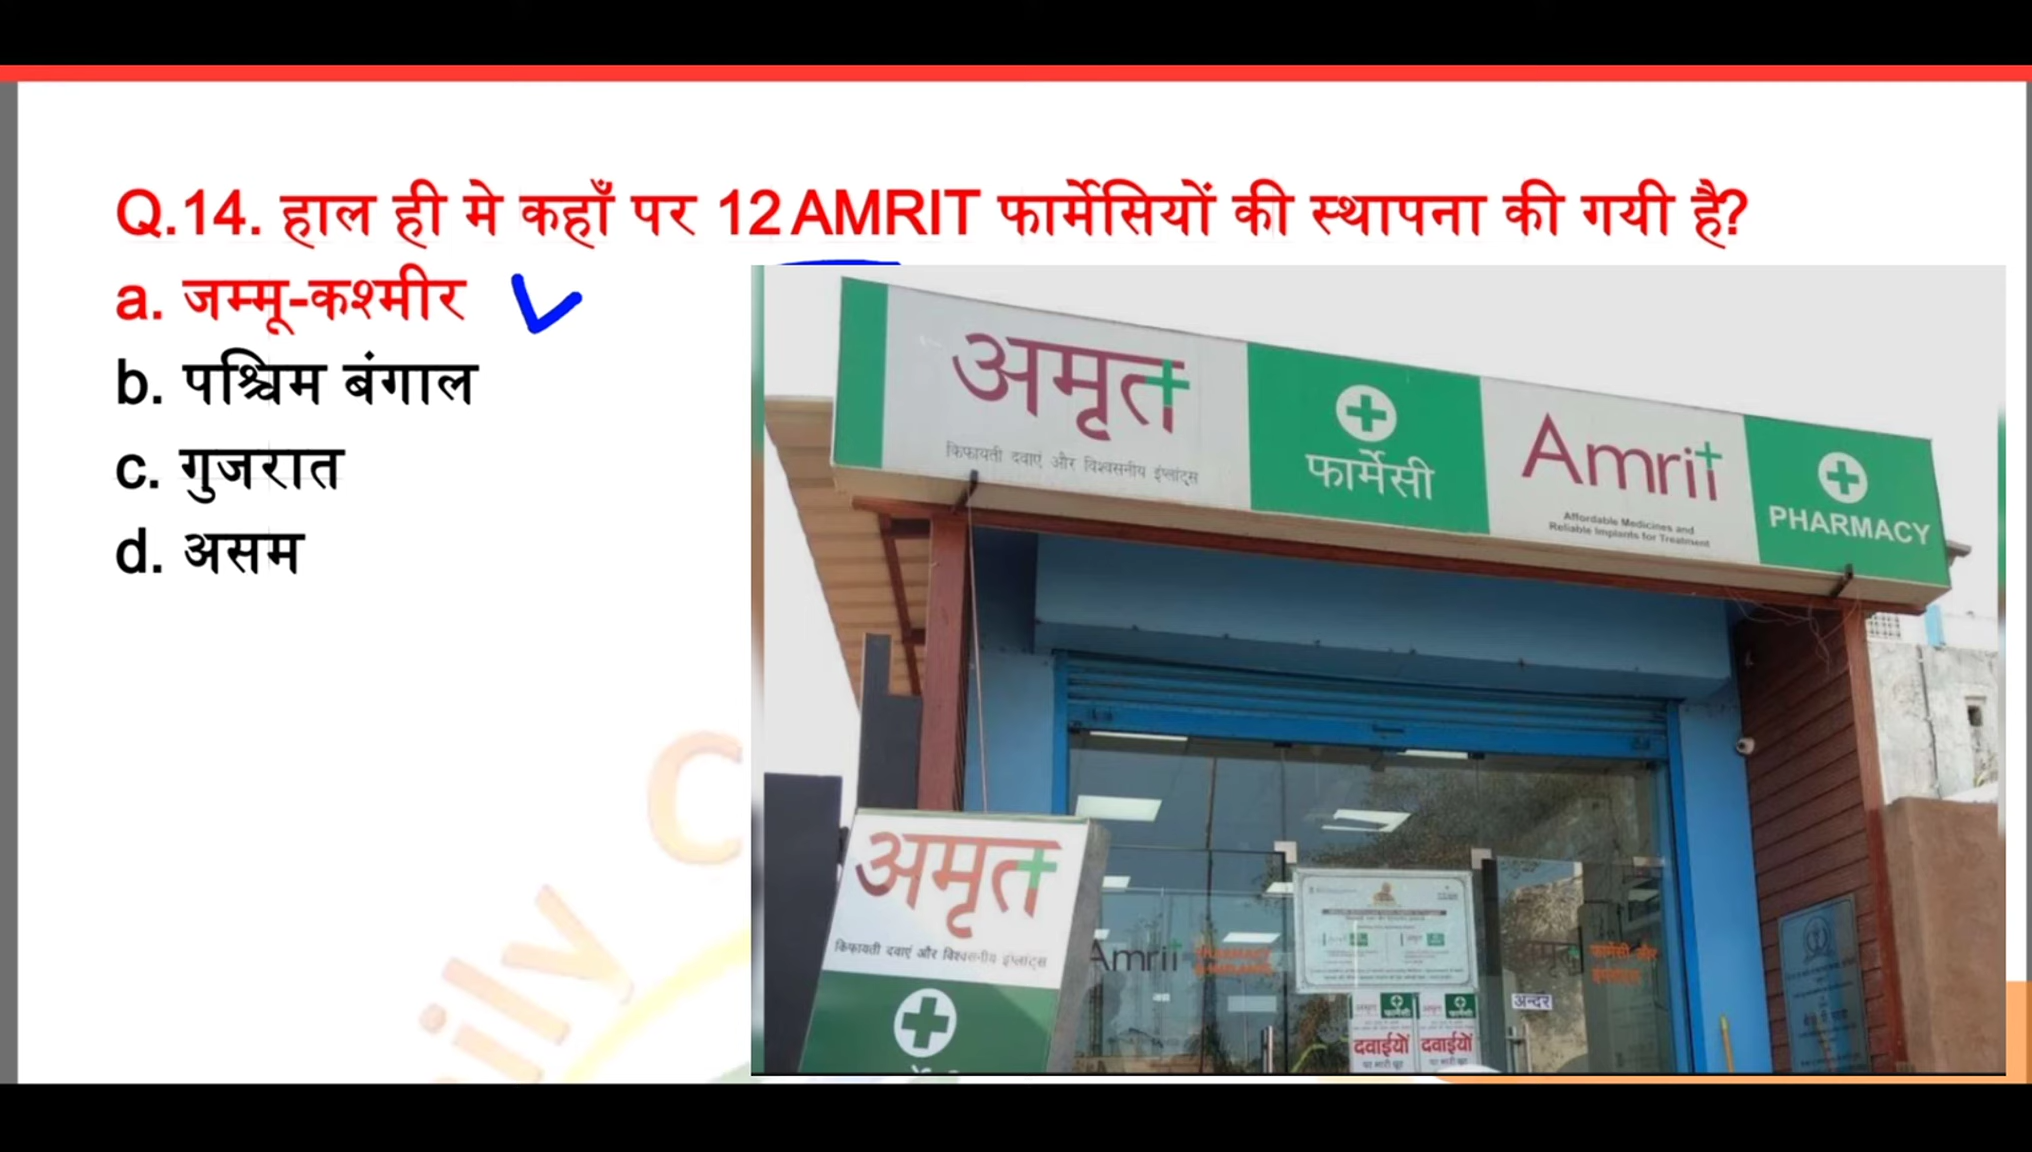 Q.14. हाल ही मे कहाँ पर 12 AMRIT फार्मेसियों की स्थापना की गयी है?
a. जम्मू-कश्मीर
b. पश्चिम बंगाल
c. गुजरात
d. असम
अमृत
किफायती दवाएं और विश्वसनीय इंप्लांट्स
फार्मेसी
Amrit
Affordable Medicines and
Reliable Implants for Treatment
PHARMACY
अमृत
किफायती दवाएं और विश्वसनीय इंप्लांट्स
Amrit
अन्दर
फार्मेसी और
दवाईयों
दवाईयों
ily C